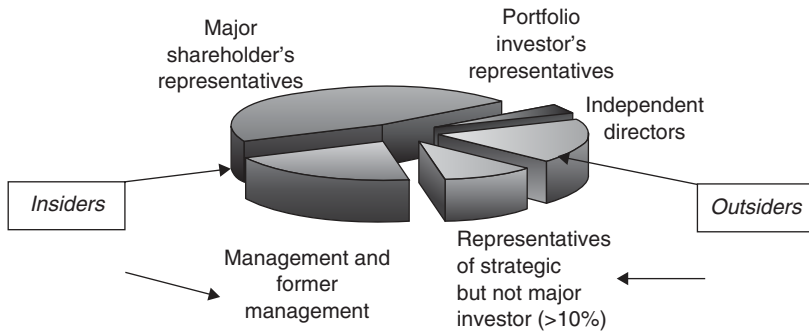 Major
shareholder's
representatives
Portfolio
investor's
representatives
Independent
directors
Insiders
Outsiders
Management and
former
management
Representatives
of strategic
but not major
investor (>10%)